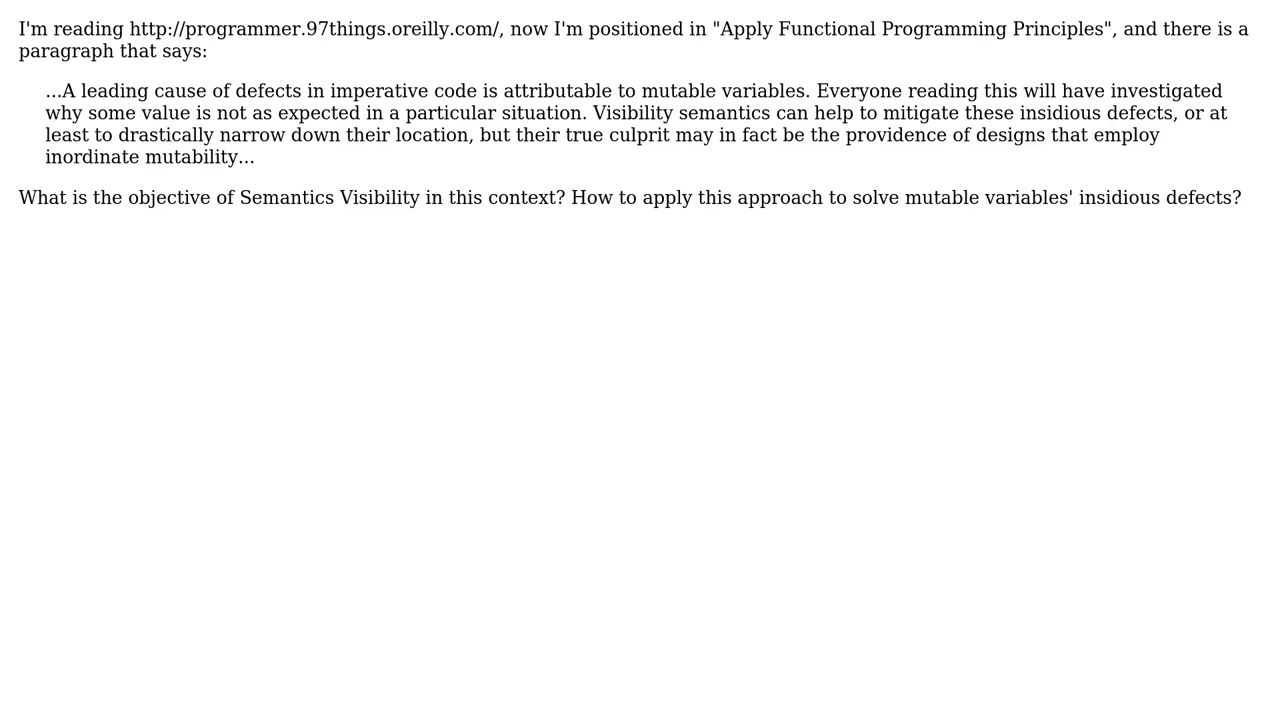 I'm reading http://programmer.97things.oreilly.com/, now I'm positioned in "Apply Functional Programming Principles", and there is a
paragraph that says:
...A leading cause of defects in imperative code is attributable to mutable variables. Everyone reading this will have investigated
why some value is not as expected in a particular situation. Visibility semantics can help to mitigate these insidious defects, or at
least to drastically narrow down their location, but their true culprit may in fact be the providence of designs that employ
inordinate mutability...
What is the objective of Semantics Visibility in this context? How to apply this approach to solve mutable variables' insidious defects?